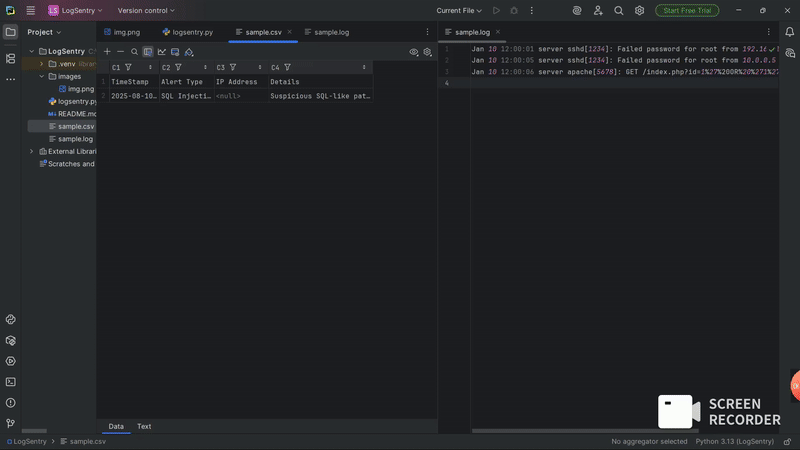 LS LogSentry Version control Current File Start Free Trial
Project
img.png logsentry.py sample.csv sample.log
sample.log
LogSentry
.venv library
images
img.png
logsentry.py
README.md
sample.csv
sample.log
External Librari
Scratches and
C1 C2 C3 C4
1 TimeStamp Alert Type IP Address Details
2 2025-08-10… SQL Injecti… <null> Suspicious SQL-like pat…
1 Jan 10 12:00:01 server sshd[1234]: Failed password for root from 192.16
2 Jan 10 12:00:05 server sshd[1234]: Failed password for root from 10.0.0.5
3 Jan 10 12:00:06 server apache[5678]: GET /index.php?id=1%27%20OR%20%271%27
4
SCREEN
RECORDER
Data Text
LogSentry > sample.csv No aggregator selected Python 3.13 (LogSentry)